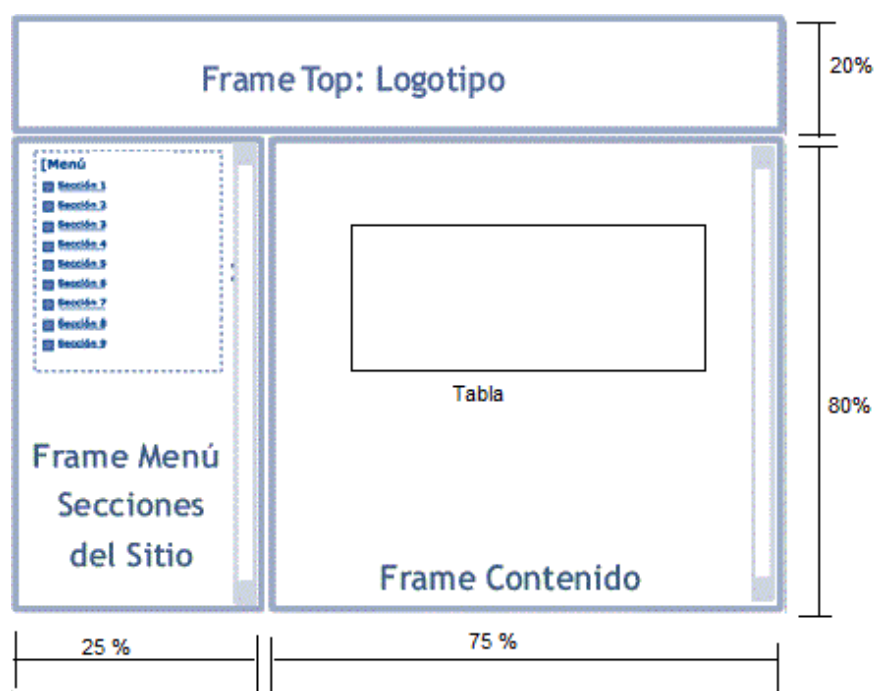 Frame Top: Logotipo
20%
[Menú
Sección 1
Sección 2
Sección 3
Sección 4
Sección 5
Sección 6
Sección 7
Sección 8
Sección 9
Frame Menú
Secciones
del Sitio
Tabla
Frame Contenido
80%
25 %
75 %